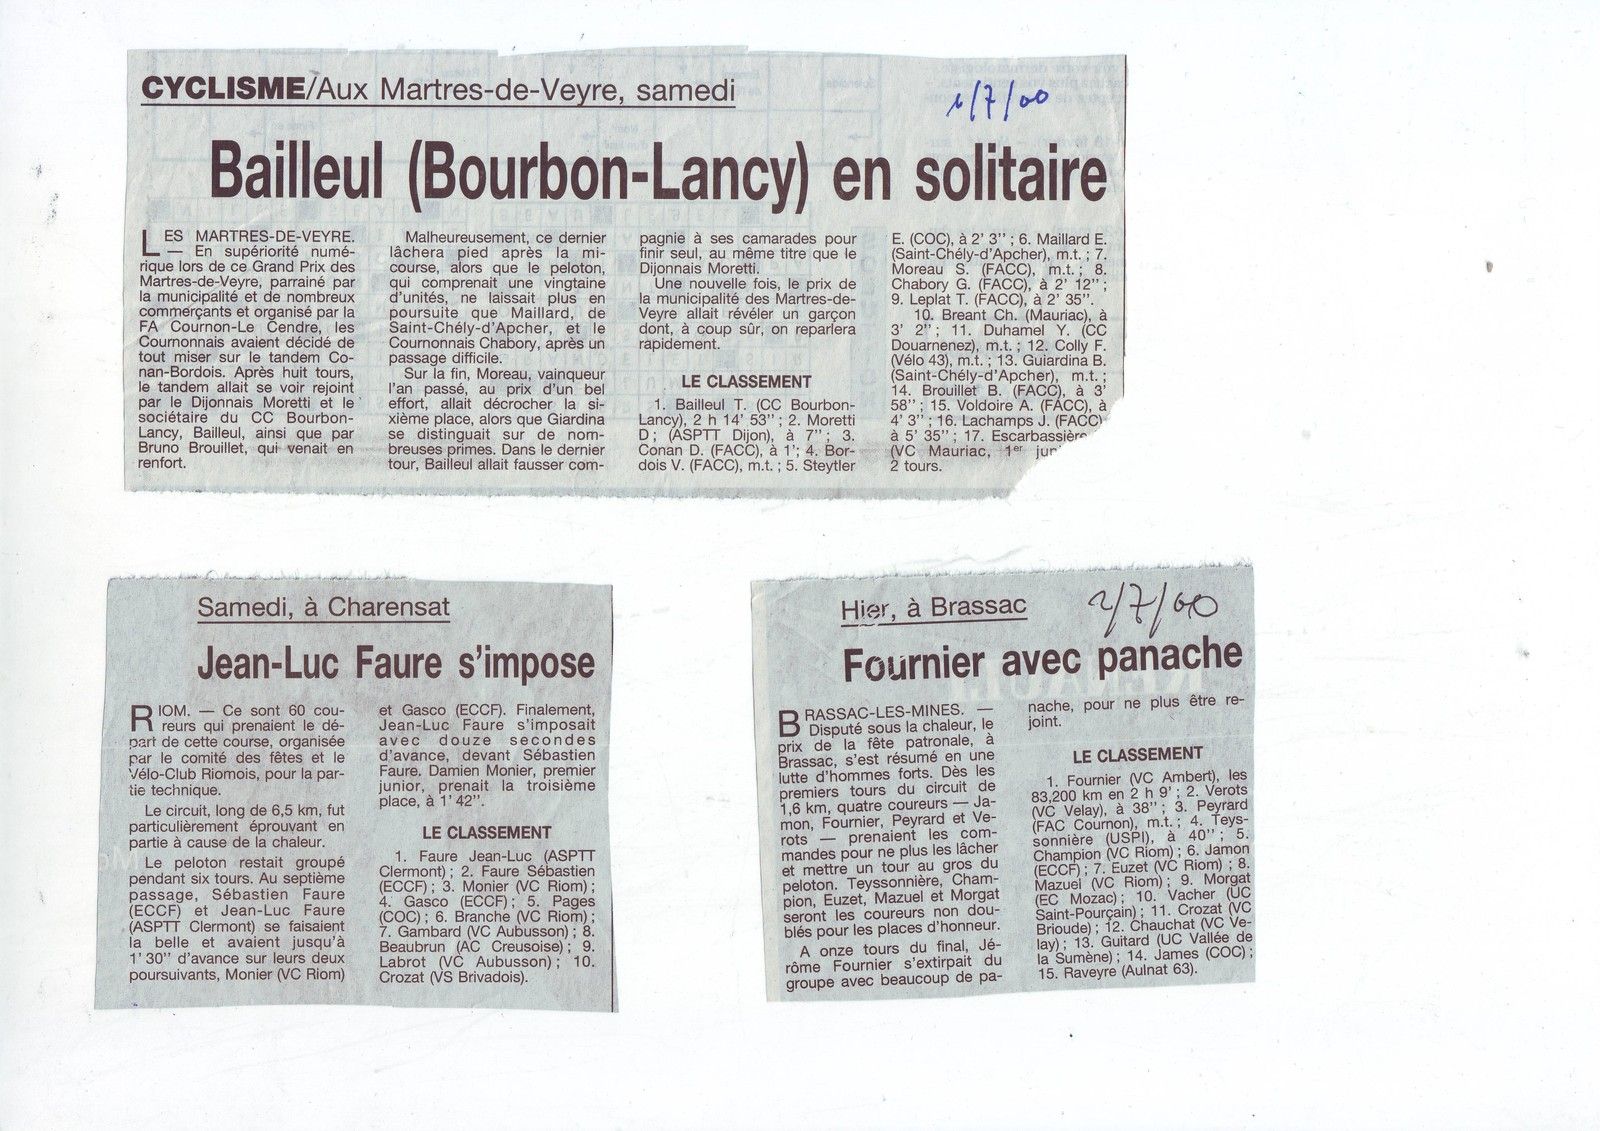 CYCLISME/Aux Martres-de-Veyre, samedi
1/7/00
Bailleul (Bourbon-Lancy) en solitaire
LES MARTRES-DE-VEYRE.
— En supériorité numé-
rique lors de ce Grand Prix des
Martres-de-Veyre, parrainé par
la municipalité et de nombreux
commerçants et organisé par la
FA Cournon-Le Cendre, les
Cournonnais avaient décidé de
tout miser sur le tandem Co-
nan-Bordois. Après huit tours,
le tandem allait se voir rejoint
par le Dijonnais Moretti et le
sociétaire du CC Bourbon-
Lancy, Bailleul, ainsi que par
Bruno Brouillet, qui venait en
renfort.
Malheureusement, ce dernier
lâchera pied après la mi-
course, alors que le peloton,
qui comprenait une vingtaine
d'unités, ne laissait plus en
poursuite que Maillard, de
Saint-Chély-d'Apcher, et le
Cournonnais Chabory, après un
passage difficile.
Sur la fin, Moreau, vainqueur
l'an passé, au prix d'un bel
effort, allait décrocher la si-
xième place, alors que Giardina
se distinguait sur de nom-
breuses primes. Dans le dernier
tour, Bailleul allait fausser com-
pagnie à ses camarades pour
finir seul, au même titre que le
Dijonnais Moretti.
Une nouvelle fois, le prix de
la municipalité des Martres-de-
Veyre allait révéler un garçon
dont, à coup sûr, on reparlera
rapidement.
LE CLASSEMENT
1. Bailleul T. (CC Bourbon-
Lancy), 2 h 14' 53'' ; 2. Moretti
D ; (ASPTT Dijon), à 7'' ; 3.
Conan D. (FACC), à 1'; 4. Bor-
dois V. (FACC), m.t. ; 5. Steytler
E. (COC), à 2' 3'' ; 6. Maillard E.
(Saint-Chély-d'Apcher), m.t. ; 7.
Moreau S. (FACC), m.t. ; 8.
Chabory G. (FACC), à 2' 12'' ;
9. Leplat T. (FACC), à 2' 35''.
10. Breant Ch. (Mauriac), à
3' 2'' ; 11. Duhamel Y. (CC
Douarnenez), m.t. ; 12. Colly F.
(Vélo 43), m.t. ; 13. Guiardina B.
(Saint-Chély-d'Apcher), m.t. ;
14. Brouillet B. (FACC), à 3'
58'' ; 15. Voldoire A. (FACC), à
4' 3'' ; 16. Lachamps J. (FACC)
à 5' 35'' ; 17. Escarbassière
(VC Mauriac, 1er jun
2 tours.
Samedi, à Charensat
Jean-Luc Faure s'impose
RIOM. — Ce sont 60 cou-
reurs qui prenaient le dé-
part de cette course, organisée
par le comité des fêtes et le
Vélo-Club Riomois, pour la par-
tie technique.
Le circuit, long de 6,5 km, fut
particulièrement éprouvant en
partie à cause de la chaleur.
Le peloton restait groupé
pendant six tours. Au septième
passage, Sébastien Faure
(ECCF) et Jean-Luc Faure
(ASPTT Clermont) se faisaient
la belle et avaient jusqu'à
1' 30'' d'avance sur leurs deux
poursuivants, Monier (VC Riom)
et Gasco (ECCF). Finalement,
Jean-Luc Faure s'imposait
avec douze secondes
d'avance, devant Sébastien
Faure. Damien Monier, premier
junior, prenait la troisième
place, à 1' 42''.
LE CLASSEMENT
1. Faure Jean-Luc (ASPTT
Clermont) ; 2. Faure Sébastien
(ECCF) ; 3. Monier (VC Riom) ;
4. Gasco (ECCF) ; 5. Pages
(COC) ; 6. Branche (VC Riom) ;
7. Gambard (VC Aubusson) ; 8.
Beaubrun (AC Creusoise) ; 9.
Labrot (VC Aubusson) ; 10.
Crozat (VS Brivadois).
Hier, à Brassac
2/7/00
Fournier avec panache
BRASSAC-LES-MINES. —
Disputé sous la chaleur, le
prix de la fête patronale, à
Brassac, s'est résumé en une
lutte d'hommes forts. Dès les
premiers tours du circuit de
1,6 km, quatre coureurs — Ja-
mon, Fournier, Peyrard et Ve-
rots — prenaient les com-
mandes pour ne plus les lâcher
et mettre un tour au gros du
peloton. Teyssonnière, Cham-
pion, Euzet, Mazuel et Morgat
seront les coureurs non dou-
blés pour les places d'honneur.
A onze tours du final, Jé-
rôme Fournier s'extirpait du
groupe avec beaucoup de pa-
nache, pour ne plus être re-
joint.
LE CLASSEMENT
1. Fournier (VC Ambert), les
83,200 km en 2 h 9' ; 2. Verots
(VC Velay), à 38'' ; 3. Peyrard
(FAC Cournon), m.t. ; 4. Teys-
sonnière (USPI), à 40'' ; 5.
Champion (VC Riom) ; 6. Jamon
(ECCF) ; 7. Euzet (VC Riom) ; 8.
Mazuel (VC Riom) ; 9. Morgat
(EC Mozac) ; 10. Vacher (UC
Saint-Pourçain) ; 11. Crozat (VC
Brioude) ; 12. Chauchat (VC Ve-
lay) ; 13. Guitard (UC Vallée de
la Sumène) ; 14. James (COC) ;
15. Raveyre (Aulnat 63).